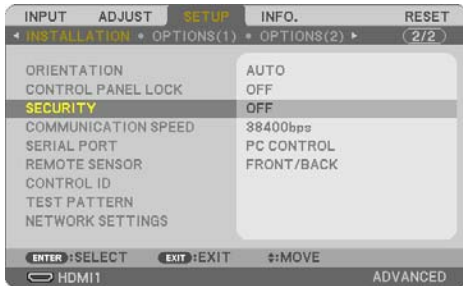 INPUT ADJUST SETUP INFO. RESET
INSTALLATION • OPTIONS(1) • OPTIONS(2) 2/2
ORIENTATION AUTO
CONTROL PANEL LOCK OFF
SECURITY OFF
COMMUNICATION SPEED 38400bps
SERIAL PORT PC CONTROL
REMOTE SENSOR FRONT/BACK
CONTROL ID
TEST PATTERN
NETWORK SETTINGS
ENTER :SELECT EXIT :EXIT :MOVE
HDMI1 ADVANCED